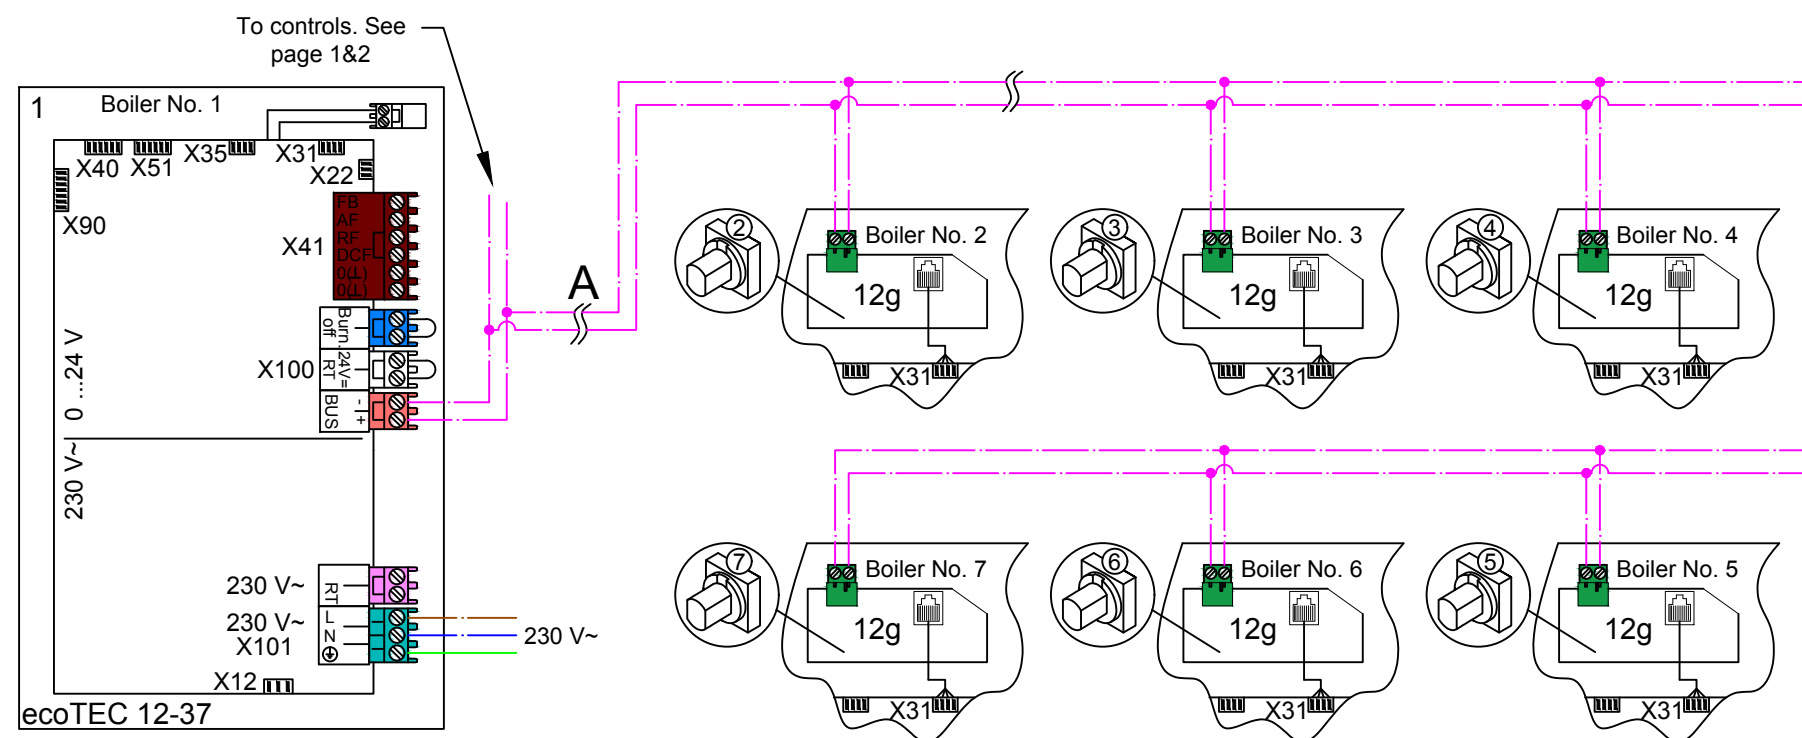 To controls. See
page 1&2
1
Boiler No. 1
X40
X51
X35
X31
X22
X90
X41
FB
AF
RF
DCF
0(⊥)
0(⊥)
Burn.
off
X100
24V=
RT
BUS
-
+
0 ...24 V
230 V~
230 V~
RT
230 V~
L
N
X101
230 V~
X12
ecoTEC 12-37
A
2
Boiler No. 2
12g
X31
3
Boiler No. 3
12g
X31
4
Boiler No. 4
12g
X31
7
Boiler No. 7
12g
X31
6
Boiler No. 6
12g
X31
5
Boiler No. 5
12g
X31